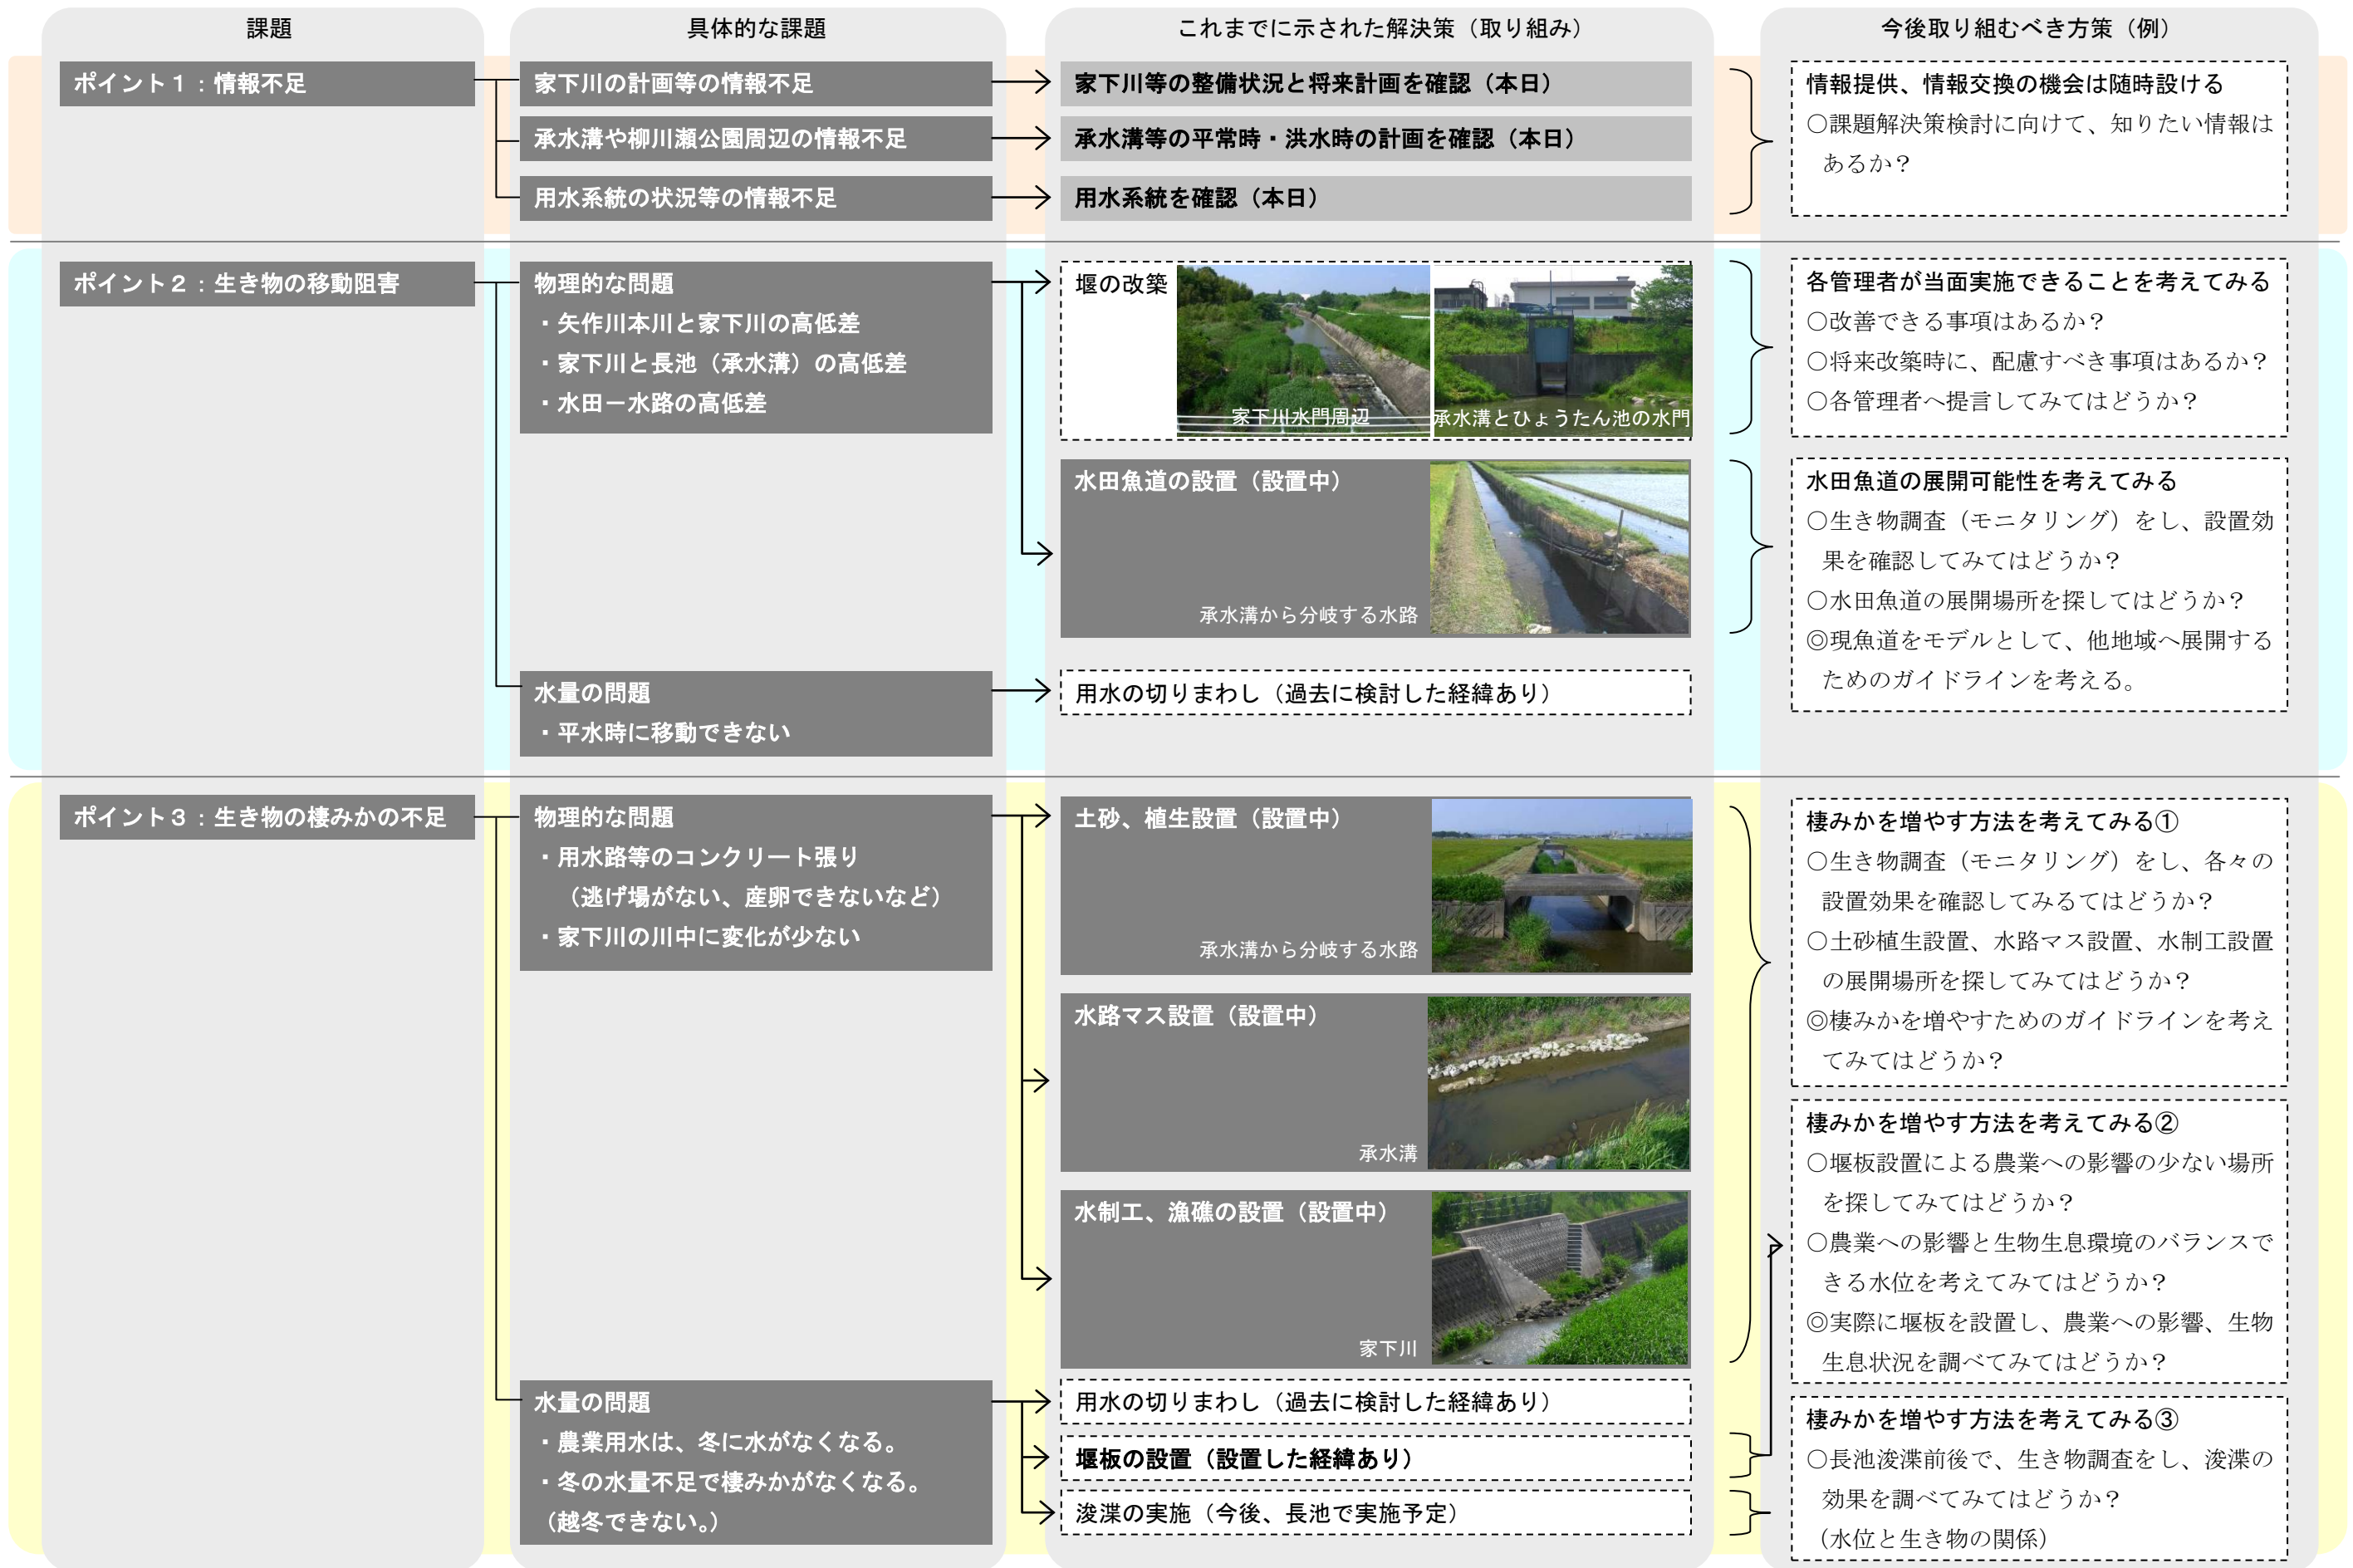 課題
具体的な課題
これまでに示された解決策（取り組み）
今後取り組むべき方策（例）
ポイント１：情報不足
家下川の計画等の情報不足
家下川等の整備状況と将来計画を確認（本日）
承水溝や柳川瀬公園周辺の情報不足
承水溝等の平常時・洪水時の計画を確認（本日）
用水系統の状況等の情報不足
用水系統を確認（本日）
情報提供、情報交換の機会は随時設ける
○課題解決策検討に向けて、知りたい情報は
あるか？
ポイント２：生き物の移動阻害
物理的な問題
・矢作川本川と家下川の高低差
・家下川と長池（承水溝）の高低差
・水田－水路の高低差
堰の改築
家下川水門周辺
承水溝とひょうたん池の水門
各管理者が当面実施できることを考えてみる
○改善できる事項はあるか？
○将来改築時に、配慮すべき事項はあるか？
○各管理者へ提言してみてはどうか？
水田魚道の設置（設置中）
承水溝から分岐する水路
水田魚道の展開可能性を考えてみる
○生き物調査（モニタリング）をし、設置効
果を確認してみてはどうか？
○水田魚道の展開場所を探してはどうか？
◎現魚道をモデルとして、他地域へ展開する
ためのガイドラインを考える。
水量の問題
・平水時に移動できない
用水の切りまわし（過去に検討した経緯あり）
ポイント３：生き物の棲みかの不足
物理的な問題
・用水路等のコンクリート張り
（逃げ場がない、産卵できないなど）
・家下川の川中に変化が少ない
土砂、植生設置（設置中）
承水溝から分岐する水路
水路マス設置（設置中）
承水溝
水制工、漁礁の設置（設置中）
家下川
棲みかを増やす方法を考えてみる①
○生き物調査（モニタリング）をし、各々の
設置効果を確認してみるてはどうか？
○土砂植生設置、水路マス設置、水制工設置
の展開場所を探してみてはどうか？
◎棲みかを増やすためのガイドラインを考え
てみてはどうか？
棲みかを増やす方法を考えてみる②
○堰板設置による農業への影響の少ない場所
を探してみてはどうか？
○農業への影響と生物生息環境のバランスで
きる水位を考えてみてはどうか？
◎実際に堰板を設置し、農業への影響、生物
生息状況を調べてみてはどうか？
水量の問題
・農業用水は、冬に水がなくなる。
・冬の水量不足で棲みかがなくなる。
（越冬できない。）
用水の切りまわし（過去に検討した経緯あり）
堰板の設置（設置した経緯あり）
浚渫の実施（今後、長池で実施予定）
棲みかを増やす方法を考えてみる③
○長池浚渫前後で、生き物調査をし、浚渫の
効果を調べてみてはどうか？
（水位と生き物の関係）